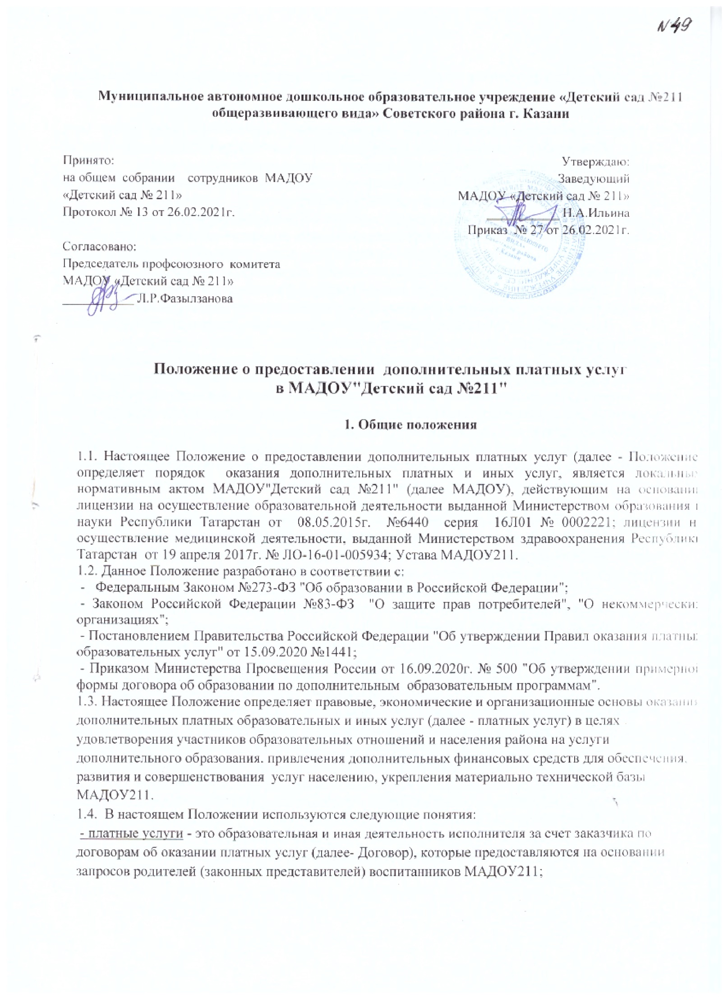 N 49
Муниципальное автономное дошкольное образовательное учреждение «Детский сад №211
общеразвивающего вида» Советского района г. Казани
Принято:
на общем собрании сотрудников МАДОУ
«Детский сад № 211»
Протокол № 13 от 26.02.2021г.
Утверждаю:
Заведующий
МАДОУ «Детский сад № 211»
Н.А.Ильина
Приказ № 27 от 26.02.2021г.
Согласовано:
Председатель профсоюзного комитета
МАДОУ «Детский сад № 211»
Л.Р.Фазылзанова
Положение о предоставлении дополнительных платных услуг
в МАДОУ"Детский сад №211"
1. Общие положения
1.1. Настоящее Положение о предоставлении дополнительных платных услуг (далее - Положение
определяет порядок оказания дополнительных платных и иных услуг, является локальны
нормативным актом МАДОУ"Детский сад №211" (далее МАДОУ), действующим на основани
лицензии на осуществление образовательной деятельности выданной Министерством образования
науки Республики Татарстан от 08.05.2015г. №6440 серия 16Л01 № 0002221; лицензии н
осуществление медицинской деятельности, выданной Министерством здравоохранения Республик
Татарстан от 19 апреля 2017г. № ЛО-16-01-005934; Устава МАДОУ211.
1.2. Данное Положение разработано в соответствии с:
- Федеральным Законом №273-ФЗ "Об образовании в Российской Федерации";
- Законом Российской Федерации №83-ФЗ "О защите прав потребителей", "О некоммерчески
организациях";
- Постановлением Правительства Российской Федерации "Об утверждении Правил оказания платны
образовательных услуг" от 15.09.2020 №1441;
- Приказом Министерства Просвещения России от 16.09.2020г. № 500 "Об утверждении примерно
формы договора об образовании по дополнительным образовательным программам".
1.3. Настоящее Положение определяет правовые, экономические и организационные основы оказани
дополнительных платных образовательных и иных услуг (далее - платных услуг) в целях
удовлетворения участников образовательных отношений и населения района на услуги
дополнительного образования. привлечения дополнительных финансовых средств для обеспечения,
развития и совершенствования услуг населению, укрепления материально технической базы
МАДОУ211.
1.4. В настоящем Положении используются следующие понятия:
- платные услуги - это образовательная и иная деятельность исполнителя за счет заказчика по
договорам об оказании платных услуг (далее- Договор), которые предоставляются на основании
запросов родителей (законных представителей) воспитанников МАДОУ211;